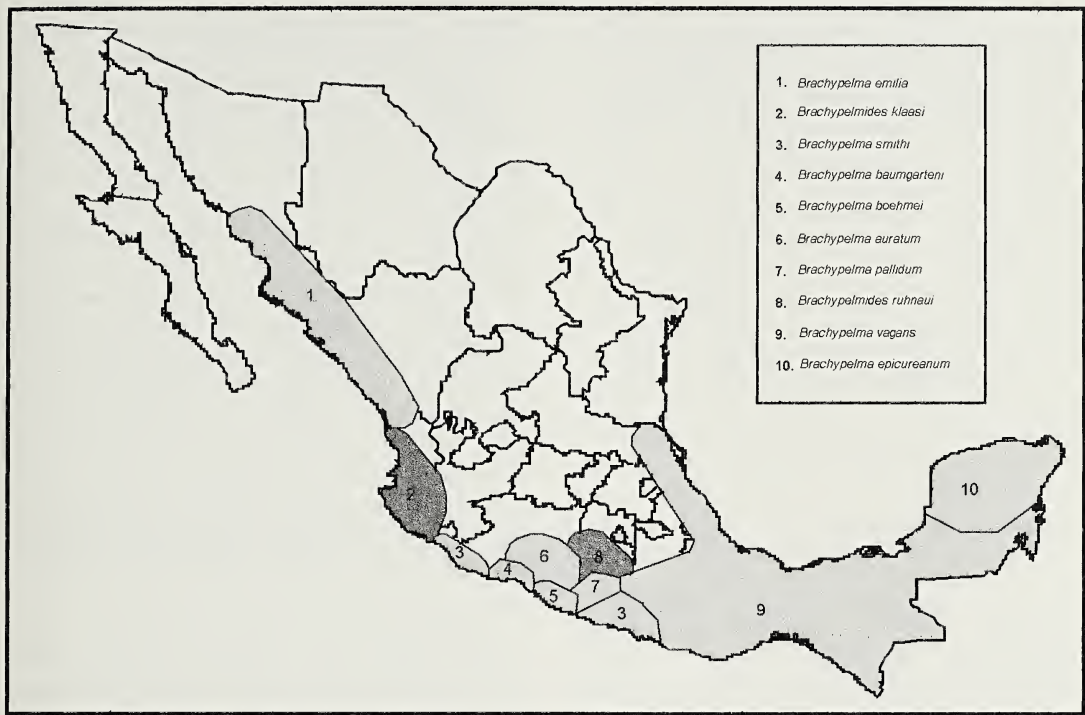 1. Brachypelma emilia
2. Brachypelmides klaasi
3. Brachypelma smithi
4. Brachypelma baumgarteni
5. Brachypelma boehmei
6. Brachypelma auratum
7. Brachypelma pallidum
8. Brachypelmides ruhnaui
9. Brachypelma vagans
10. Brachypelma epicureanum
1
2
3
4
5
6
7
8
3
9
10